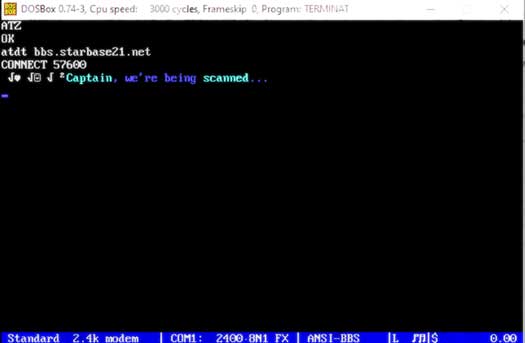 DOSBox 0.74-3, Cpu speed: 3000 cycles, Frameskip 0, Program: TERMINAT
ATZ
OK
atdt bbs.starbase21.net
CONNECT 57600
√♥ √◘ √ ²Captain, we're being scanned...
Standard 2.4k modem | COM1: 2400-8N1 FX | ANSI-BBS |L ♬|$ 0.00